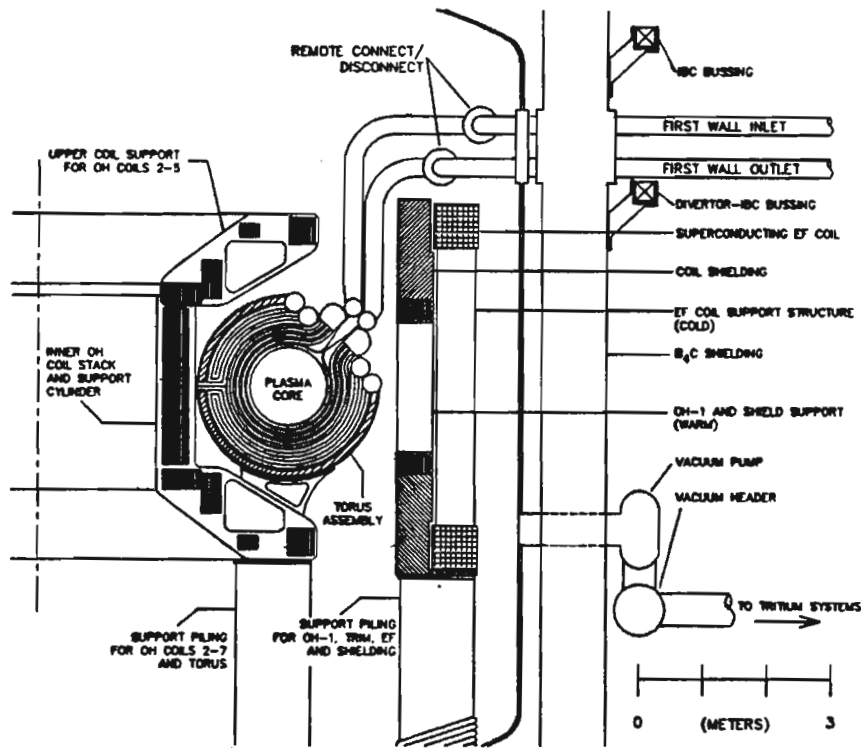 REMOTE CONNECT/
DISCONNECT
IBC BUSSING
FIRST WALL INLET
FIRST WALL OUTLET
UPPER COIL SUPPORT
FOR OH COILS 2-5
DIVERTOR-IBC BUSSING
SUPERCONDUCTING EF COIL
COIL SHIELDING
EF COIL SUPPORT STRUCTURE
(COLD)
B₄C SHIELDING
INNER OH
COIL STACK
AND SUPPORT
CYLINDER
PLASMA
CORE
OH-1 AND SHIELD SUPPORT
(WARM)
VACUUM PUMP
VACUUM HEADER
TORUS
ASSEMBLY
TO TRITIUM SYSTEMS
SUPPORT PILING
FOR OH COILS 2-7
AND TORUS
SUPPORT PILING
FOR OH-1, TRIM, EF
AND SHIELDING
0 (METERS) 3